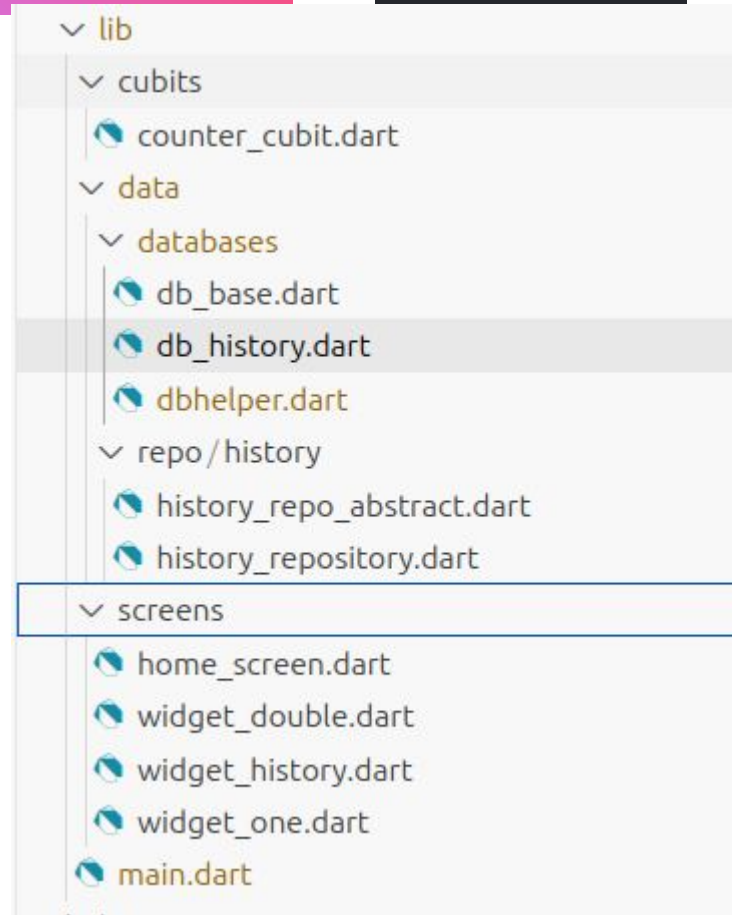 lib
cubits
counter_cubit.dart
data
databases
db_base.dart
db_history.dart
dbhelper.dart
repo/history
history_repo_abstract.dart
history_repository.dart
screens
home_screen.dart
widget_double.dart
widget_history.dart
widget_one.dart
main.dart